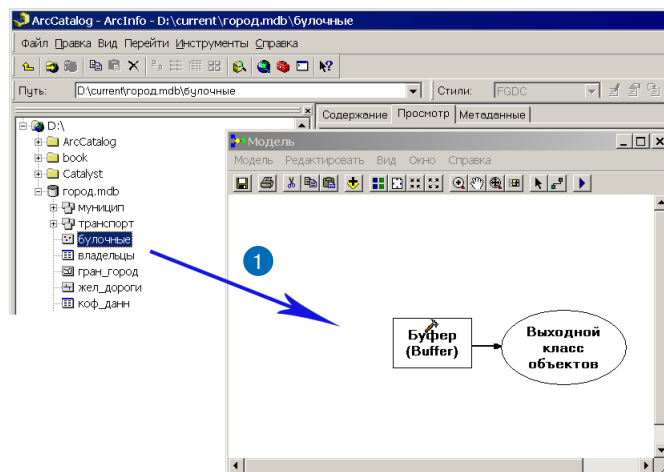 ArcCatalog - ArcInfo - D:\current\город.mdb\булочные
Файл Правка Вид Перейти Инструменты Справка
Путь: D:\current\город.mdb\булочные Стили: FGDC
Содержание Просмотр Метаданные
D:\
ArcCatalog
book
Catalyst
город.mdb
муницип
транспорт
булочные
владельцы
гран_город
жел_дороги
коф_данн
Модель
Модель Редактировать Вид Окно Справка
1
Буфер
(Buffer)
Выходной
класс
объектов